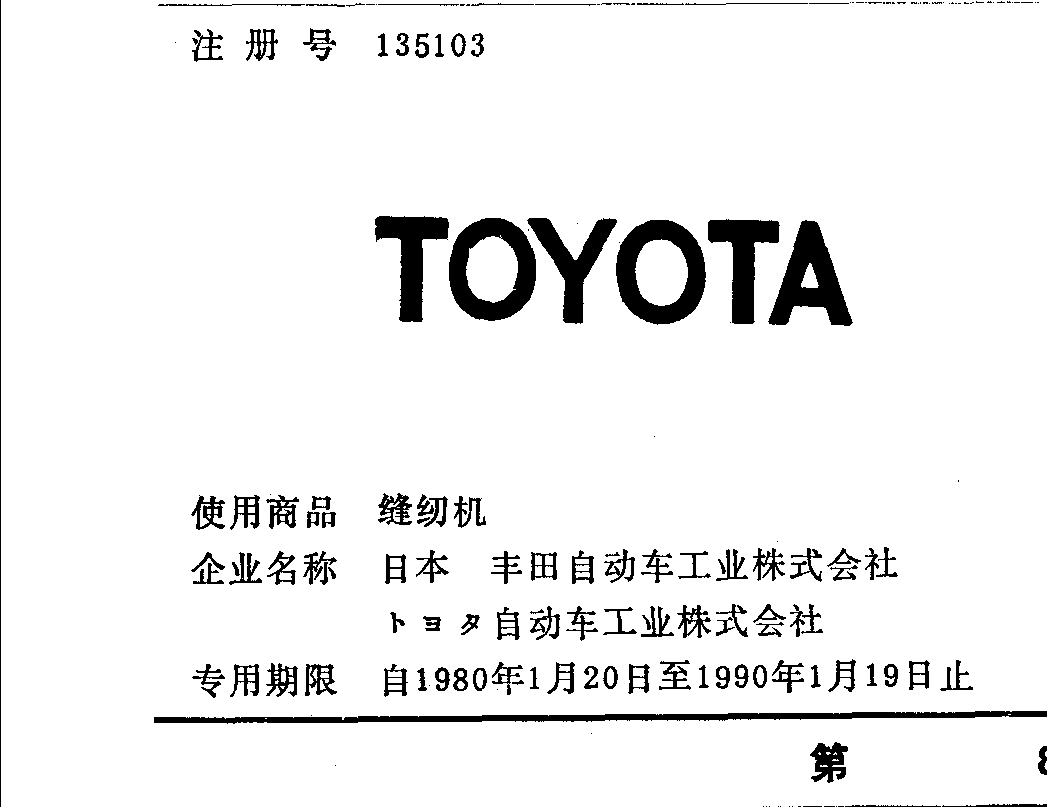 注册号 135103
TOYOTA
使用商品 缝纫机
企业名称 日本 丰田自动车工业株式会社
トヨタ自动车工业株式会社
专用期限 自1980年1月20日至1990年1月19日止
第